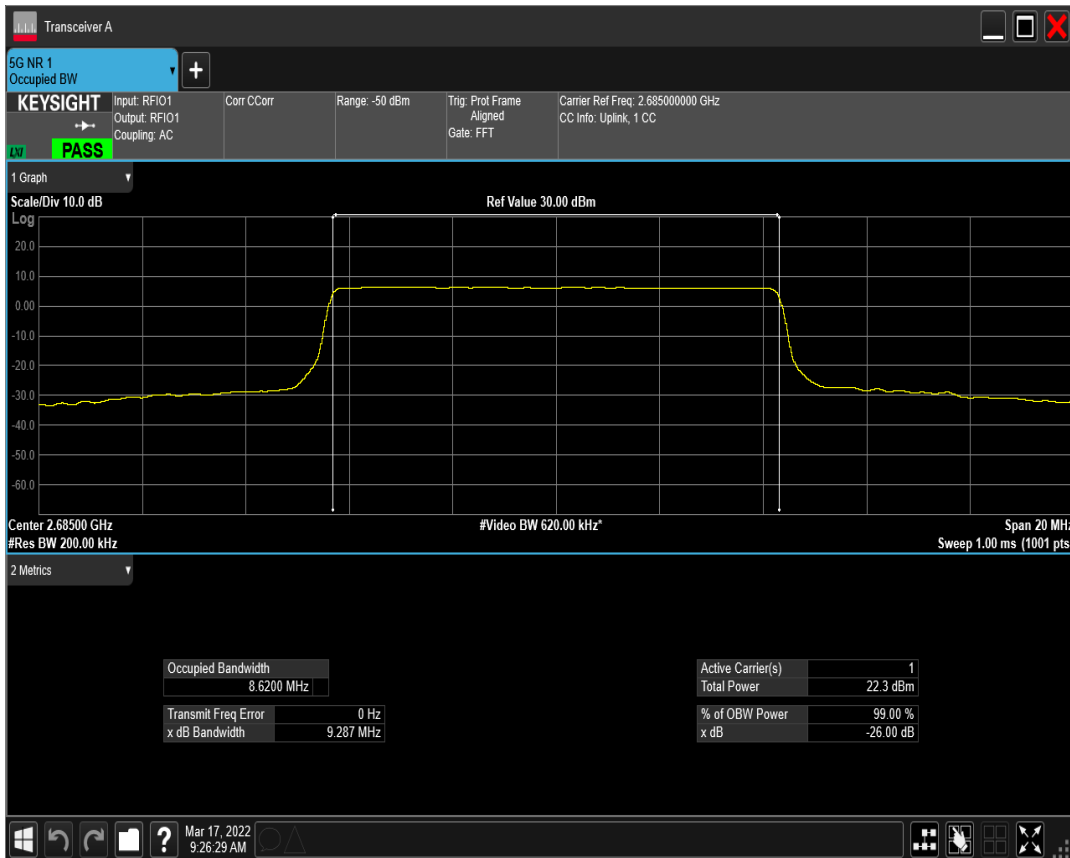 Transceiver A
5G NR 1
Occupied BW
+
KEYSIGHT
LXI
PASS
Input: RFIO1
Output: RFIO1
Coupling: AC
Corr CCorr
Range: -50 dBm
Trig: Prot Frame
Aligned
Gate: FFT
Carrier Ref Freq: 2.685000000 GHz
CC Info: Uplink, 1 CC
1 Graph
Scale/Div 10.0 dB
Ref Value 30.00 dBm
Log
20.0
10.0
0.00
-10.0
-20.0
-30.0
-40.0
-50.0
-60.0
Center 2.68500 GHz
#Video BW 620.00 kHz*
Span 20 MHz
#Res BW 200.00 kHz
Sweep 1.00 ms (1001 pts
2 Metrics
Occupied Bandwidth
8.6200 MHz
Transmit Freq Error 0 Hz
x dB Bandwidth 9.287 MHz
Active Carrier(s) 1
Total Power 22.3 dBm
% of OBW Power 99.00 %
x dB -26.00 dB
?
Mar 17, 2022
9:26:29 AM